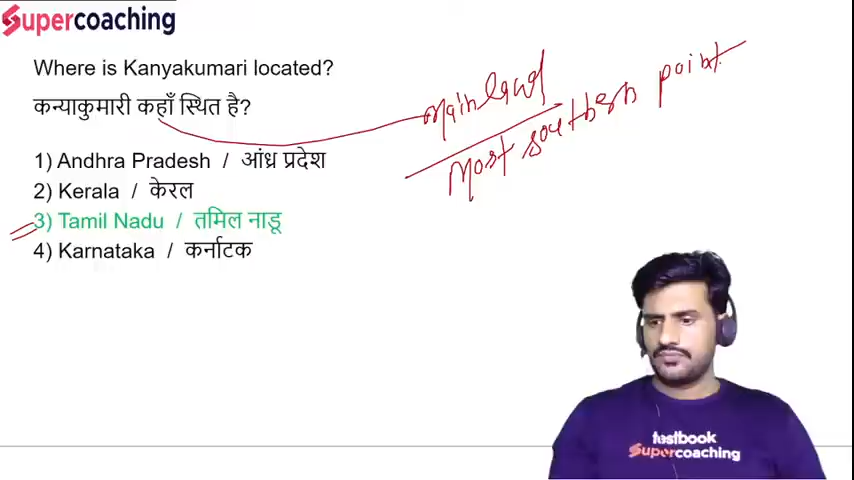 Supercoaching
Where is Kanyakumari located?
कन्याकुमारी कहाँ स्थित है?
mainland
Most southern point
1) Andhra Pradesh / आंध्र प्रदेश
2) Kerala / केरल
3) Tamil Nadu / तमिल नाडू
4) Karnataka / कर्नाटक
testbook
Supercoaching